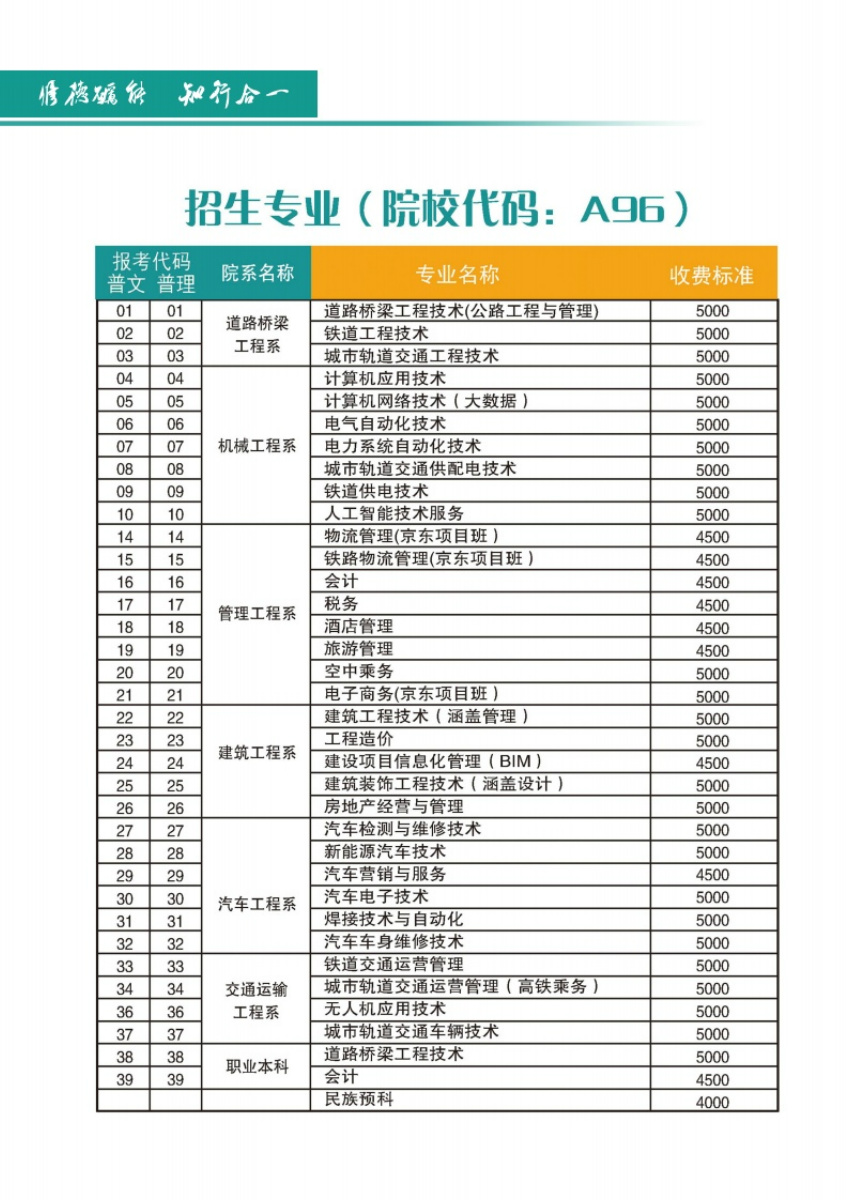 修德砺能 知行合一
招生专业（院校代码：A96）
报考代码 院系名称 专业名称 收费标准
普文 普理
01 01 道路桥梁工程系 道路桥梁工程技术(公路工程与管理) 5000
02 02 铁道工程技术 5000
03 03 城市轨道交通工程技术 5000
04 04 机械工程系 计算机应用技术 5000
05 05 计算机网络技术（大数据） 5000
06 06 电气自动化技术 5000
07 07 电力系统自动化技术 5000
08 08 城市轨道交通供配电技术 5000
09 09 铁道供电技术 5000
10 10 人工智能技术服务 5000
14 14 管理工程系 物流管理(京东项目班） 4500
15 15 铁路物流管理(京东项目班） 4500
16 16 会计 4500
17 17 税务 4500
18 18 酒店管理 4500
19 19 旅游管理 4500
20 20 空中乘务 5000
21 21 电子商务(京东项目班） 5000
22 22 建筑工程系 建筑工程技术（涵盖管理） 5000
23 23 工程造价 5000
24 24 建设项目信息化管理（BIM） 4500
25 25 建筑装饰工程技术（涵盖设计） 5000
26 26 房地产经营与管理 5000
27 27 汽车工程系 汽车检测与维修技术 5000
28 28 新能源汽车技术 5000
29 29 汽车营销与服务 4500
30 30 汽车电子技术 5000
31 31 焊接技术与自动化 5000
32 32 汽车车身维修技术 5000
33 33 交通运输工程系 铁道交通运营管理 5000
34 34 城市轨道交通运营管理（高铁乘务） 5000
36 36 无人机应用技术 5000
37 37 城市轨道交通车辆技术 5000
38 38 职业本科 道路桥梁工程技术 5000
39 39 会计 4500
民族预科 4000